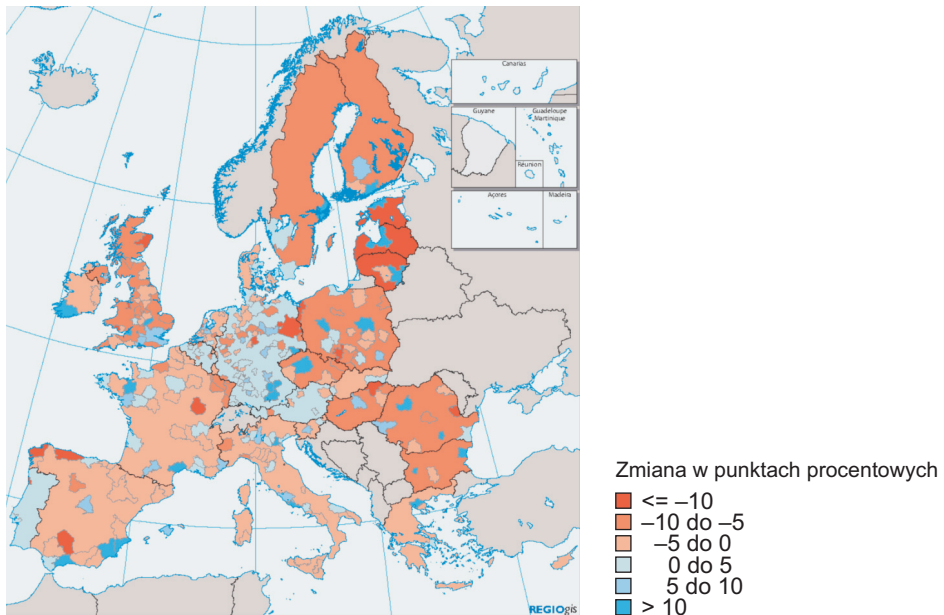 Canarias
Guyane
Guadeloupe
Martinique
Réunion
Açores
Madeira
REGIOgis
Zmiana w punktach procentowych
<= –10
–10 do –5
–5 do 0
0 do 5
5 do 10
> 10